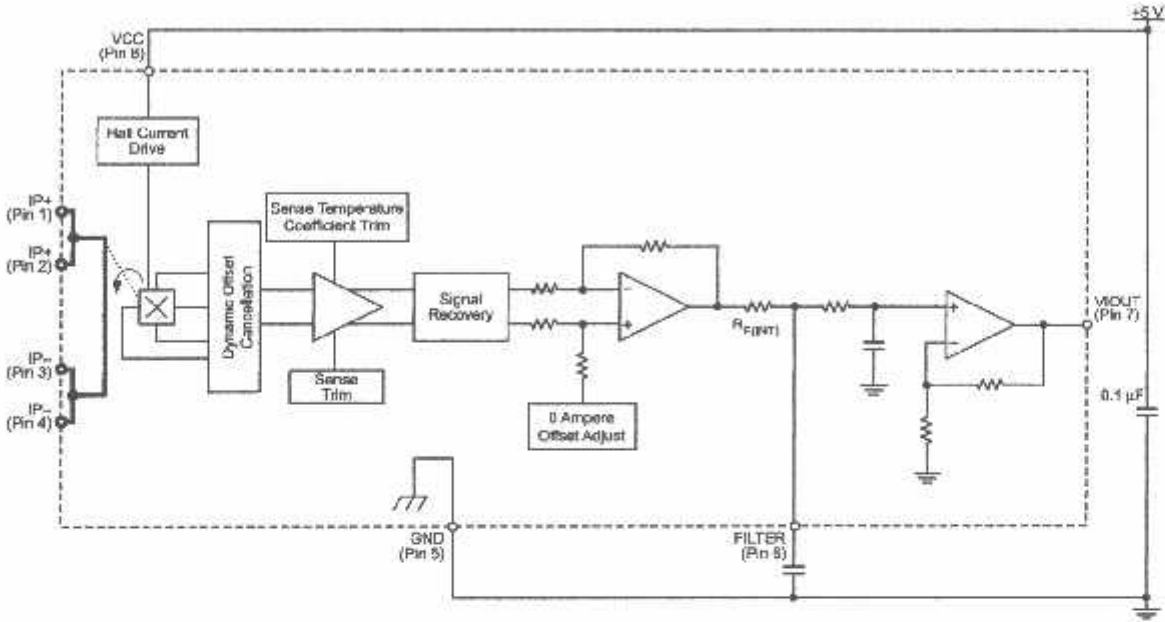 +5 V
VCC
(Pin 8)
Hall Current
Drive
IP+
(Pin 1)
IP+
(Pin 2)
IP−
(Pin 3)
IP−
(Pin 4)
Dynamic Offset
Cancellation
Sense Temperature
Coefficient Trim
Sense
Trim
Signal
Recovery
0 Ampere
Offset Adjust
−
+
RF(INT)
+
−
VIOUT
(Pin 7)
0.1 µF
GND
(Pin 5)
FILTER
(Pin 6)